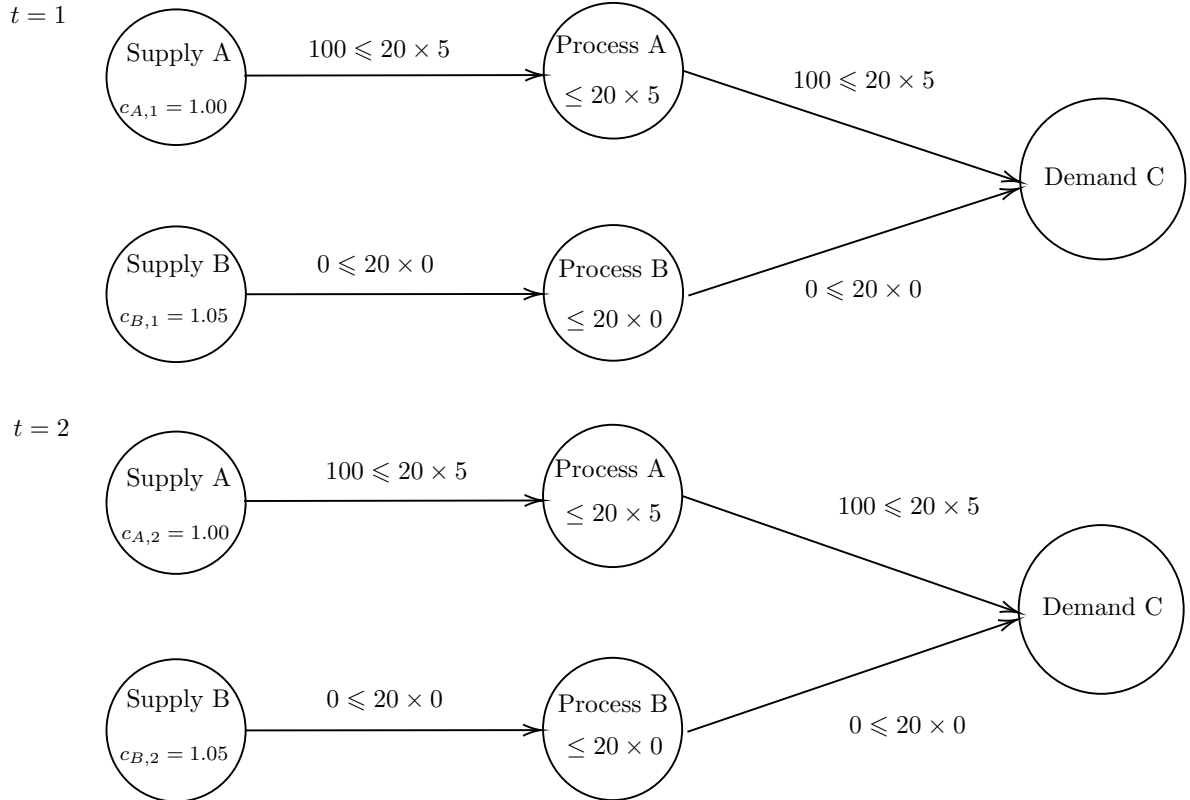 t = 1
Supply A
c_{A,1} = 1.00
100 ⩽ 20 × 5
Process A
≤ 20 × 5
100 ⩽ 20 × 5
Demand C
Supply B
c_{B,1} = 1.05
0 ⩽ 20 × 0
Process B
≤ 20 × 0
0 ⩽ 20 × 0
t = 2
Supply A
c_{A,2} = 1.00
100 ⩽ 20 × 5
Process A
≤ 20 × 5
100 ⩽ 20 × 5
Demand C
Supply B
c_{B,2} = 1.05
0 ⩽ 20 × 0
Process B
≤ 20 × 0
0 ⩽ 20 × 0